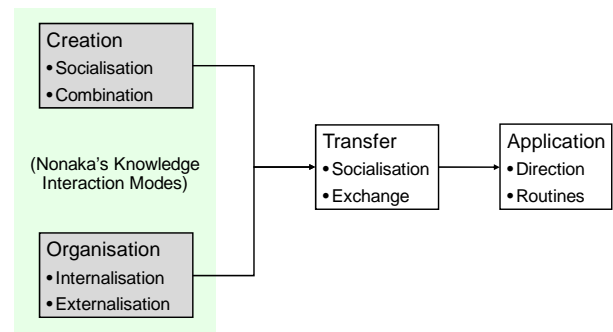 Creation
• Socialisation
• Combination
(Nonaka's Knowledge
Interaction Modes)
Organisation
• Internalisation
• Externalisation
Transfer
• Socialisation
• Exchange
Application
• Direction
• Routines